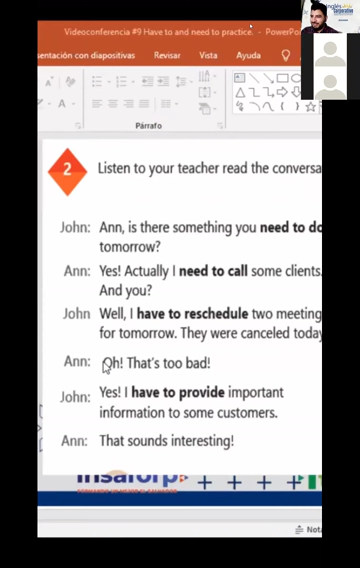 Videoconferencia #9 Have to and need to practice. - PowerPo
sentación con diapositivas Revisar Vista Ayuda
Párrafo
2 Listen to your teacher read the conversa
John: Ann, is there something you need to do
tomorrow?
Ann: Yes! Actually I need to call some clients.
And you?
John Well, I have to reschedule two meeting
for tomorrow. They were canceled today
Ann: Oh! That's too bad!
John: Yes! I have to provide important
information to some customers.
Ann: That sounds interesting!
insaforp
Nota